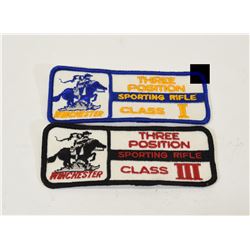 THREE
POSITION
SPORTING RIFLE
CLASS I
WINCHESTER
THREE
POSITION
SPORTING RIFLE
CLASS III
WINCHESTER